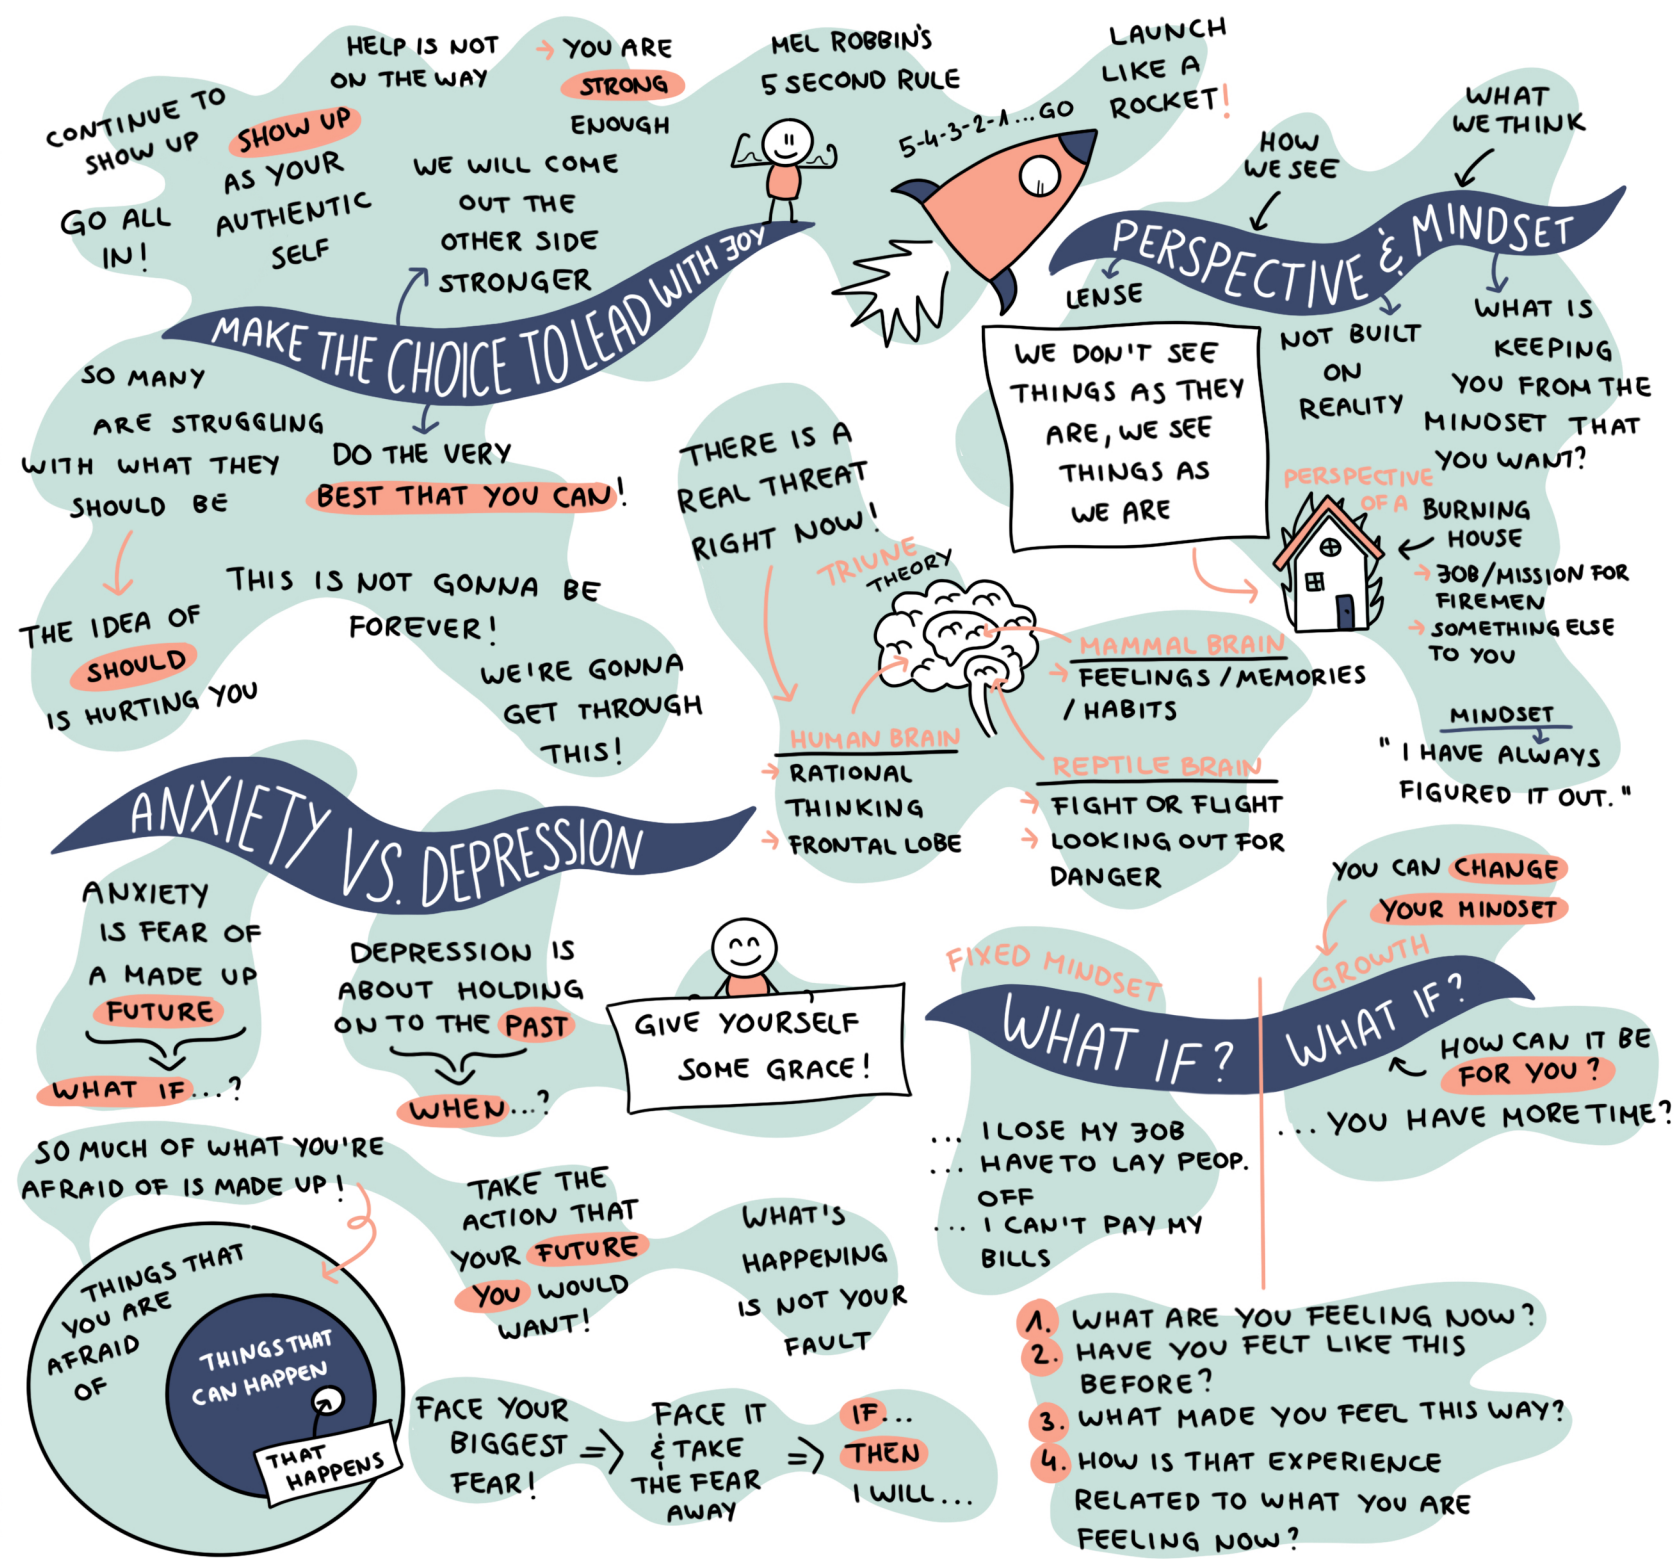 HELP IS NOT
ON THE WAY
→ YOU ARE
STRONG
ENOUGH
CONTINUE TO
SHOW UP
SHOW UP
AS YOUR
AUTHENTIC
SELF
GO ALL
IN!
WE WILL COME
OUT THE
OTHER SIDE
STRONGER
MAKE THE CHOICE TO LEAD WITH JOY
SO MANY
ARE STRUGGLING
WITH WHAT THEY
SHOULD BE
THE IDEA OF
SHOULD
IS HURTING YOU
DO THE VERY
BEST THAT YOU CAN!
THIS IS NOT GONNA BE
FOREVER!
WE'RE GONNA
GET THROUGH
THIS!
MEL ROBBIN'S
5 SECOND RULE
5-4-3-2-1...GO
LAUNCH
LIKE A
ROCKET!
HOW
WE SEE
WHAT
WE THINK
PERSPECTIVE & MINDSET
LENSE
NOT BUILT
ON
REALITY
WHAT IS
KEEPING
YOU FROM THE
MINDSET THAT
YOU WANT?
WE DON'T SEE
THINGS AS THEY
ARE, WE SEE
THINGS AS
WE ARE
PERSPECTIVE
OF A
BURNING
HOUSE
→ JOB/MISSION FOR
FIREMEN
→ SOMETHING ELSE
TO YOU
MINDSET
"I HAVE ALWAYS
FIGURED IT OUT."
THERE IS A
REAL THREAT
RIGHT NOW!
TRIUNE
THEORY
MAMMAL BRAIN
→ FEELINGS / MEMORIES
/ HABITS
HUMAN BRAIN
→ RATIONAL
THINKING
→ FRONTAL LOBE
REPTILE BRAIN
→ FIGHT OR FLIGHT
→ LOOKING OUT FOR
DANGER
ANXIETY VS. DEPRESSION
ANXIETY
IS FEAR OF
A MADE UP
FUTURE
WHAT IF...?
DEPRESSION IS
ABOUT HOLDING
ON TO THE PAST
WHEN...?
GIVE YOURSELF
SOME GRACE!
SO MUCH OF WHAT YOU'RE
AFRAID OF IS MADE UP!
THINGS THAT
YOU ARE
AFRAID
OF
THINGS THAT
CAN HAPPEN
THAT
HAPPENS
TAKE THE
ACTION THAT
YOUR FUTURE
YOU WOULD
WANT!
WHAT'S
HAPPENING
IS NOT YOUR
FAULT
FACE YOUR
BIGGEST
FEAR!
=>
FACE IT
& TAKE
THE FEAR
AWAY
=>
IF...
THEN
I WILL...
YOU CAN CHANGE
YOUR MINDSET
FIXED MINDSET
WHAT IF?
GROWTH
WHAT IF?
... I LOSE MY JOB
... HAVE TO LAY PEOP.
OFF
... I CAN'T PAY MY
BILLS
HOW CAN IT BE
FOR YOU?
... YOU HAVE MORE TIME?
1. WHAT ARE YOU FEELING NOW?
2. HAVE YOU FELT LIKE THIS
BEFORE?
3. WHAT MADE YOU FEEL THIS WAY?
4. HOW IS THAT EXPERIENCE
RELATED TO WHAT YOU ARE
FEELING NOW?